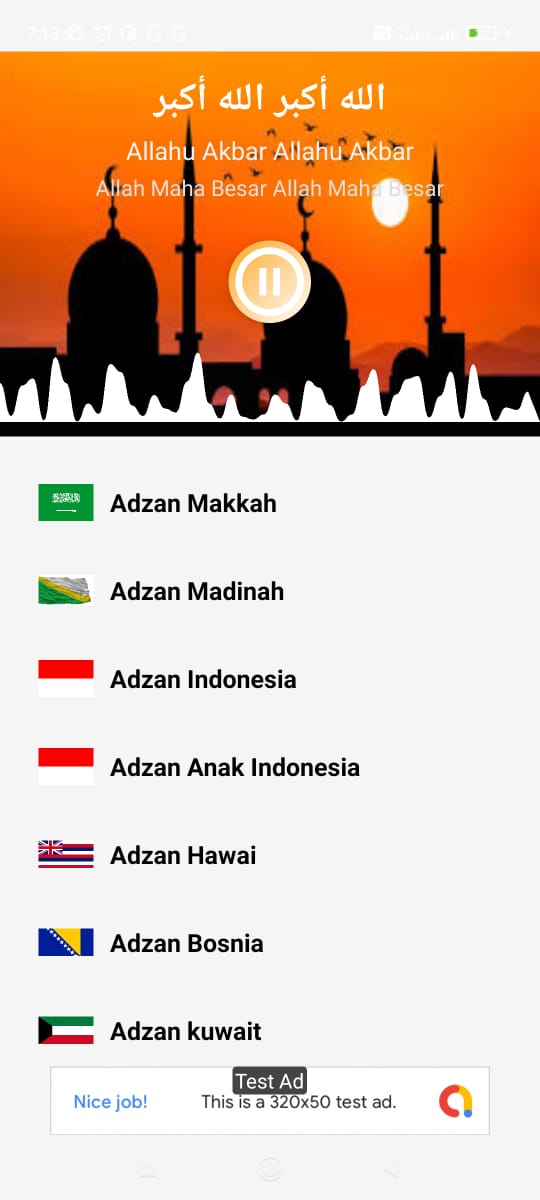 7:13
الله أكبر الله أكبر
Allahu Akbar Allahu Akbar
Allah Maha Besar Allah Maha Besar
Adzan Makkah
Adzan Madinah
Adzan Indonesia
Adzan Anak Indonesia
Adzan Hawai
Adzan Bosnia
Adzan kuwait
Test Ad
Nice job! This is a 320x50 test ad.